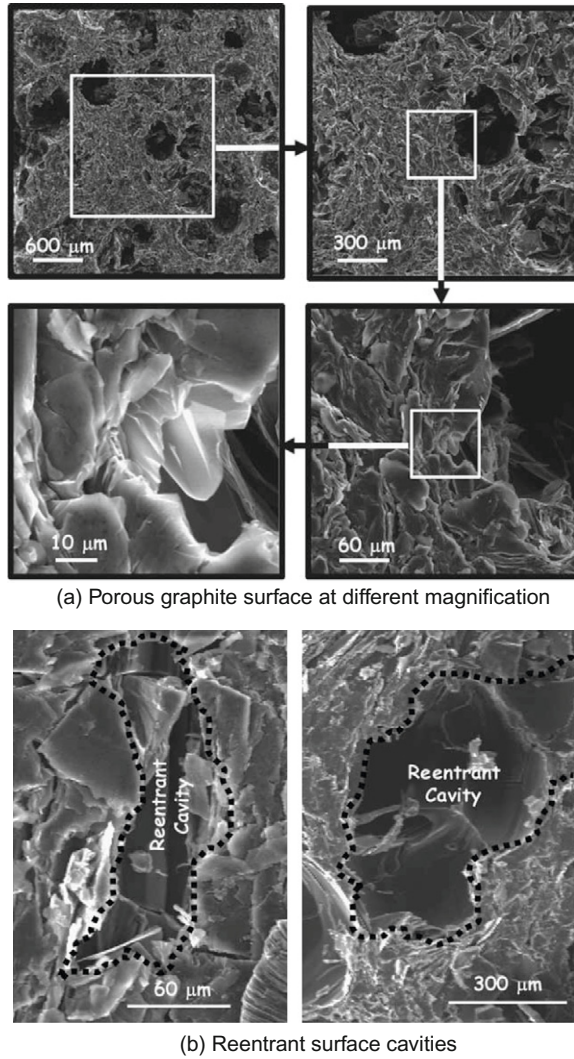 600 μm
300 μm
10 μm
60 μm
(a) Porous graphite surface at different magnification
Reentrant
Cavity
60 μm
Reentrant
Cavity
300 μm
(b) Reentrant surface cavities